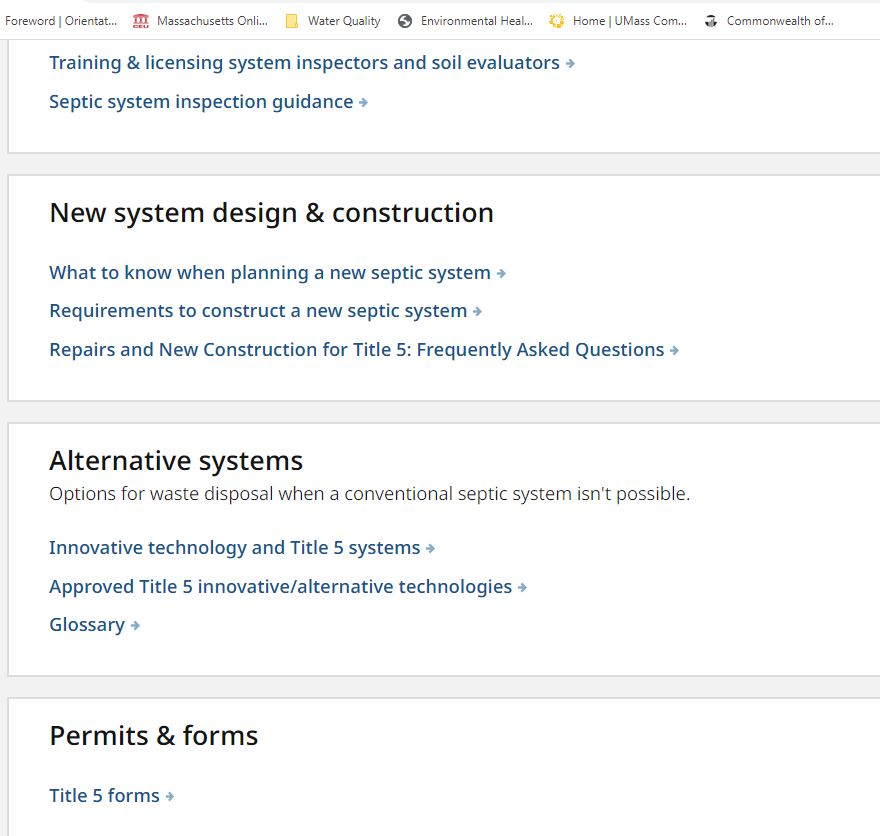 Foreword | Orientat... Massachusetts Onli... Water Quality Environmental Heal... Home | UMass Com... Commonwealth of...
Training & licensing system inspectors and soil evaluators
Septic system inspection guidance
New system design & construction
What to know when planning a new septic system
Requirements to construct a new septic system
Repairs and New Construction for Title 5: Frequently Asked Questions
Alternative systems
Options for waste disposal when a conventional septic system isn't possible.
Innovative technology and Title 5 systems
Approved Title 5 innovative/alternative technologies
Glossary
Permits & forms
Title 5 forms